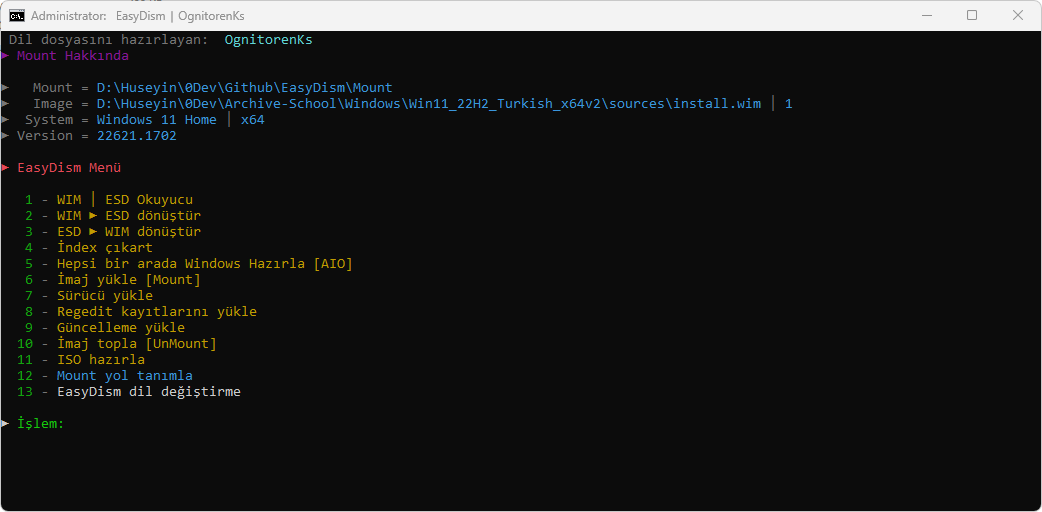 Administrator: EasyDism | OgnitorenKs
Dil dosyasını hazırlayan: OgnitorenKs
► Mount Hakkında
► Mount = D:\Huseyin\0Dev\Github\EasyDism\Mount
► Image = D:\Huseyin\0Dev\Archive-School\Windows\Win11_22H2_Turkish_x64v2\sources\install.wim | 1
► System = Windows 11 Home | x64
► Version = 22621.1702
► EasyDism Menü
1 - WIM | ESD Okuyucu
2 - WIM ► ESD dönüştür
3 - ESD ► WIM dönüştür
4 - İndex çıkart
5 - Hepsi bir arada Windows Hazırla [AIO]
6 - İmaj yükle [Mount]
7 - Sürücü yükle
8 - Regedit kayıtlarını yükle
9 - Güncelleme yükle
10 - İmaj topla [UnMount]
11 - ISO hazırla
12 - Mount yol tanımla
13 - EasyDism dil değiştirme
► İşlem: